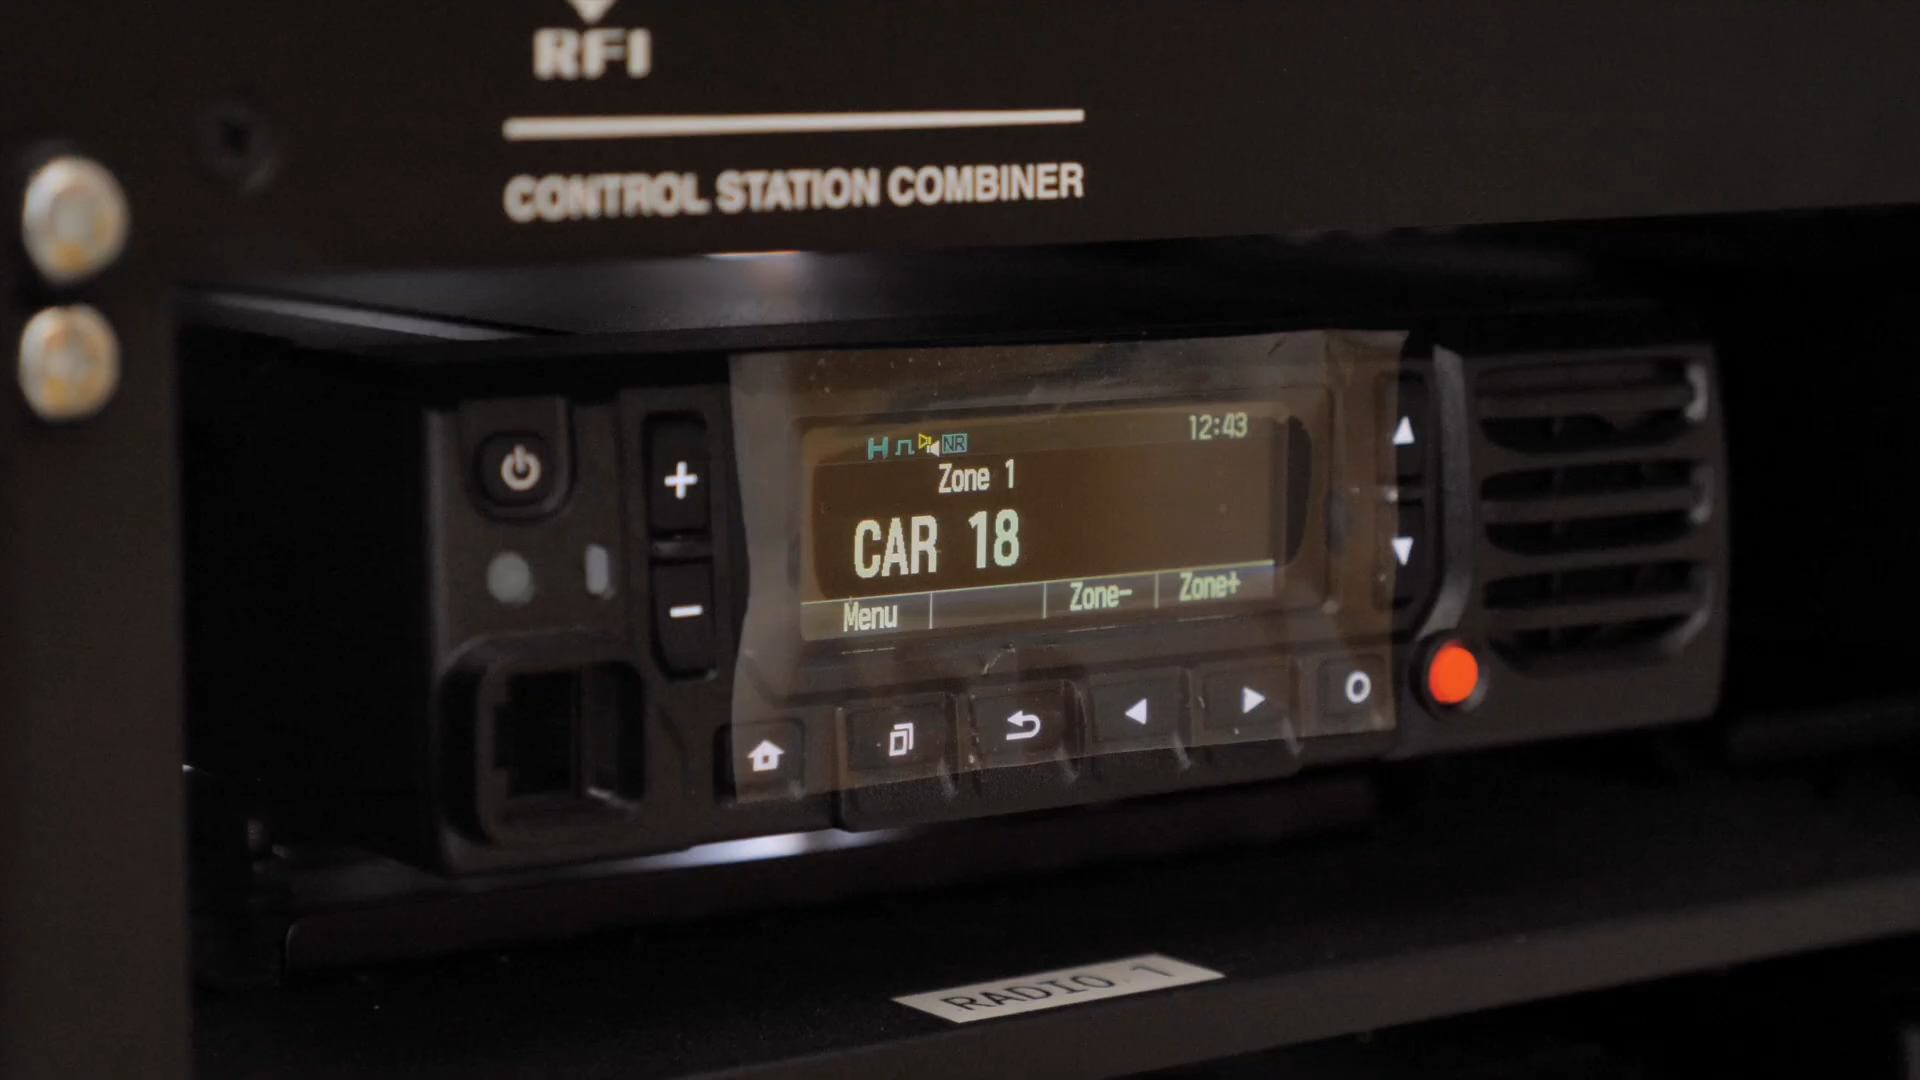 RFI
CONTROL STATION COMBINER
12:43
NR
Zone 1
CAR 18
Menu
Zone-
Zone+
RADIO 1